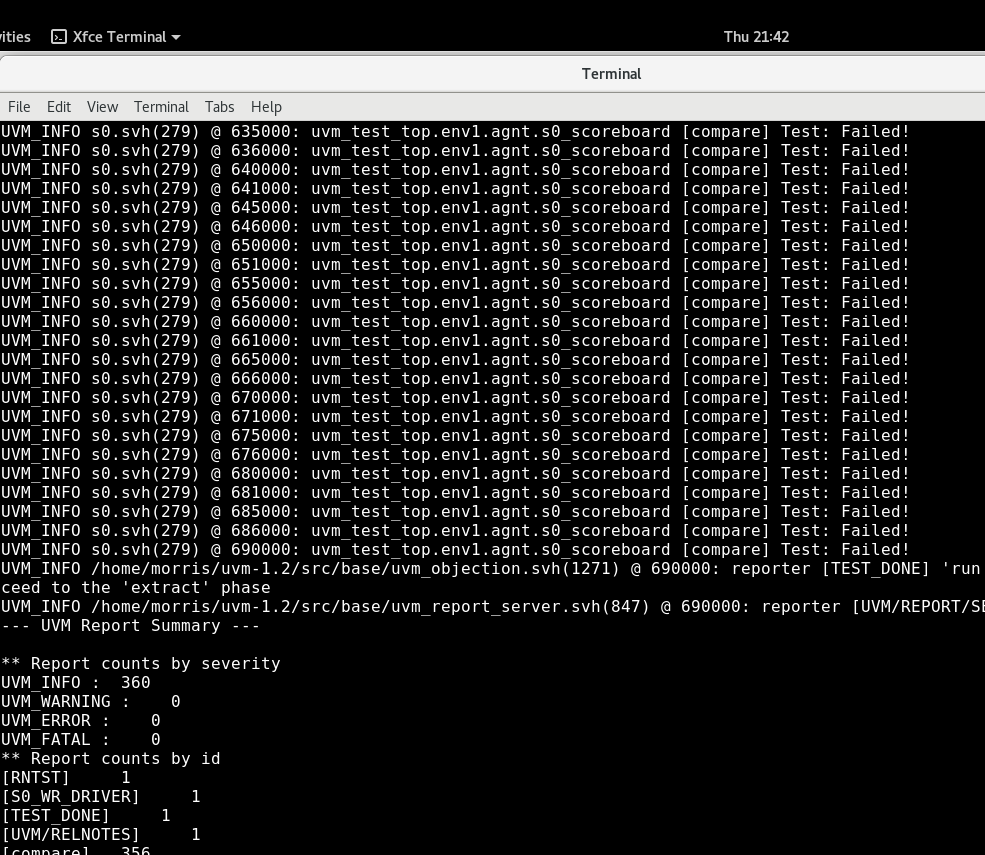 ities Xfce Terminal Thu 21:42
Terminal
File Edit View Terminal Tabs Help
UVM_INFO s0.svh(279) @ 635000: uvm_test_top.env1.agnt.s0_scoreboard [compare] Test: Failed!
UVM_INFO s0.svh(279) @ 636000: uvm_test_top.env1.agnt.s0_scoreboard [compare] Test: Failed!
UVM_INFO s0.svh(279) @ 640000: uvm_test_top.env1.agnt.s0_scoreboard [compare] Test: Failed!
UVM_INFO s0.svh(279) @ 641000: uvm_test_top.env1.agnt.s0_scoreboard [compare] Test: Failed!
UVM_INFO s0.svh(279) @ 645000: uvm_test_top.env1.agnt.s0_scoreboard [compare] Test: Failed!
UVM_INFO s0.svh(279) @ 646000: uvm_test_top.env1.agnt.s0_scoreboard [compare] Test: Failed!
UVM_INFO s0.svh(279) @ 650000: uvm_test_top.env1.agnt.s0_scoreboard [compare] Test: Failed!
UVM_INFO s0.svh(279) @ 651000: uvm_test_top.env1.agnt.s0_scoreboard [compare] Test: Failed!
UVM_INFO s0.svh(279) @ 655000: uvm_test_top.env1.agnt.s0_scoreboard [compare] Test: Failed!
UVM_INFO s0.svh(279) @ 656000: uvm_test_top.env1.agnt.s0_scoreboard [compare] Test: Failed!
UVM_INFO s0.svh(279) @ 660000: uvm_test_top.env1.agnt.s0_scoreboard [compare] Test: Failed!
UVM_INFO s0.svh(279) @ 661000: uvm_test_top.env1.agnt.s0_scoreboard [compare] Test: Failed!
UVM_INFO s0.svh(279) @ 665000: uvm_test_top.env1.agnt.s0_scoreboard [compare] Test: Failed!
UVM_INFO s0.svh(279) @ 666000: uvm_test_top.env1.agnt.s0_scoreboard [compare] Test: Failed!
UVM_INFO s0.svh(279) @ 670000: uvm_test_top.env1.agnt.s0_scoreboard [compare] Test: Failed!
UVM_INFO s0.svh(279) @ 671000: uvm_test_top.env1.agnt.s0_scoreboard [compare] Test: Failed!
UVM_INFO s0.svh(279) @ 675000: uvm_test_top.env1.agnt.s0_scoreboard [compare] Test: Failed!
UVM_INFO s0.svh(279) @ 676000: uvm_test_top.env1.agnt.s0_scoreboard [compare] Test: Failed!
UVM_INFO s0.svh(279) @ 680000: uvm_test_top.env1.agnt.s0_scoreboard [compare] Test: Failed!
UVM_INFO s0.svh(279) @ 681000: uvm_test_top.env1.agnt.s0_scoreboard [compare] Test: Failed!
UVM_INFO s0.svh(279) @ 685000: uvm_test_top.env1.agnt.s0_scoreboard [compare] Test: Failed!
UVM_INFO s0.svh(279) @ 686000: uvm_test_top.env1.agnt.s0_scoreboard [compare] Test: Failed!
UVM_INFO s0.svh(279) @ 690000: uvm_test_top.env1.agnt.s0_scoreboard [compare] Test: Failed!
UVM_INFO /home/morris/uvm-1.2/src/base/uvm_objection.svh(1271) @ 690000: reporter [TEST_DONE] 'run
ceed to the 'extract' phase
UVM_INFO /home/morris/uvm-1.2/src/base/uvm_report_server.svh(847) @ 690000: reporter [UVM/REPORT/SE
--- UVM Report Summary ---
** Report counts by severity
UVM_INFO : 360
UVM_WARNING : 0
UVM_ERROR : 0
UVM_FATAL : 0
** Report counts by id
[RNTST] 1
[S0_WR_DRIVER] 1
[TEST_DONE] 1
[UVM/RELNOTES] 1
[compare] 356